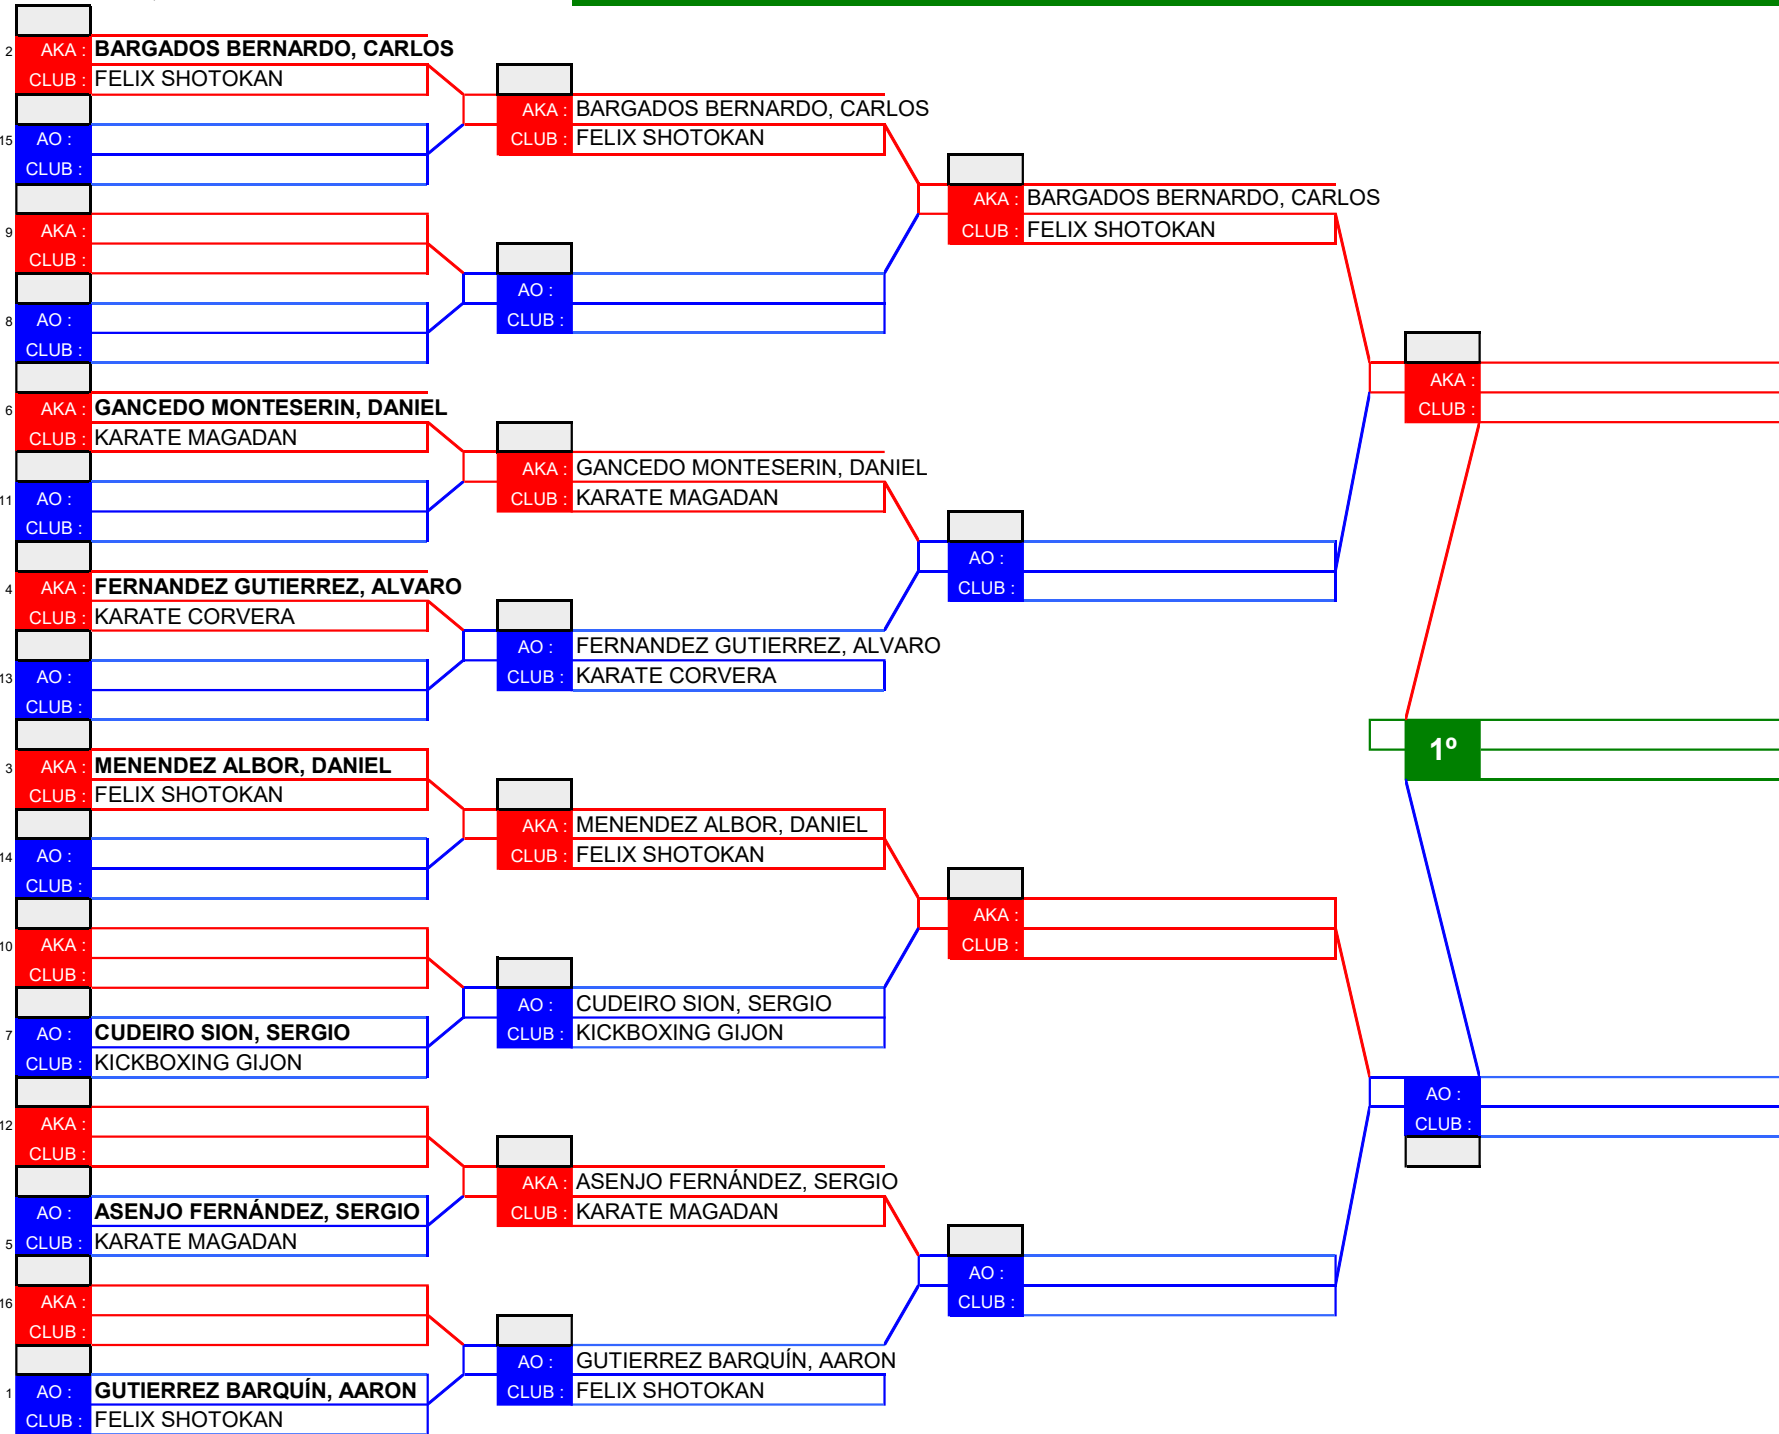 2 AKA : BARGADOS BERNARDO, CARLOS
CLUB : FELIX SHOTOKAN
15 AO :
CLUB :
9 AKA :
CLUB :
8 AO :
CLUB :
6 AKA : GANCEDO MONTESERIN, DANIEL
CLUB : KARATE MAGADAN
11 AO :
CLUB :
4 AKA : FERNANDEZ GUTIERREZ, ALVARO
CLUB : KARATE CORVERA
13 AO :
CLUB :
3 AKA : MENENDEZ ALBOR, DANIEL
CLUB : FELIX SHOTOKAN
14 AO :
CLUB :
10 AKA :
CLUB :
7 AO : CUDEIRO SION, SERGIO
CLUB : KICKBOXING GIJON
12 AKA :
CLUB :
AO : ASENJO FERNÁNDEZ, SERGIO
5 CLUB : KARATE MAGADAN
16 AKA :
CLUB :
1 AO : GUTIERREZ BARQUÍN, AARON
CLUB : FELIX SHOTOKAN
AKA : BARGADOS BERNARDO, CARLOS
CLUB : FELIX SHOTOKAN
AO :
CLUB :
AKA : GANCEDO MONTESERIN, DANIEL
CLUB : KARATE MAGADAN
AO : FERNANDEZ GUTIERREZ, ALVARO
CLUB : KARATE CORVERA
AKA : MENENDEZ ALBOR, DANIEL
CLUB : FELIX SHOTOKAN
AO : CUDEIRO SION, SERGIO
CLUB : KICKBOXING GIJON
AKA : ASENJO FERNÁNDEZ, SERGIO
CLUB : KARATE MAGADAN
AO : GUTIERREZ BARQUÍN, AARON
CLUB : FELIX SHOTOKAN
AKA : BARGADOS BERNARDO, CARLOS
CLUB : FELIX SHOTOKAN
AO :
CLUB :
AKA :
CLUB :
AO :
CLUB :
AKA :
CLUB :
1º
AO :
CLUB :